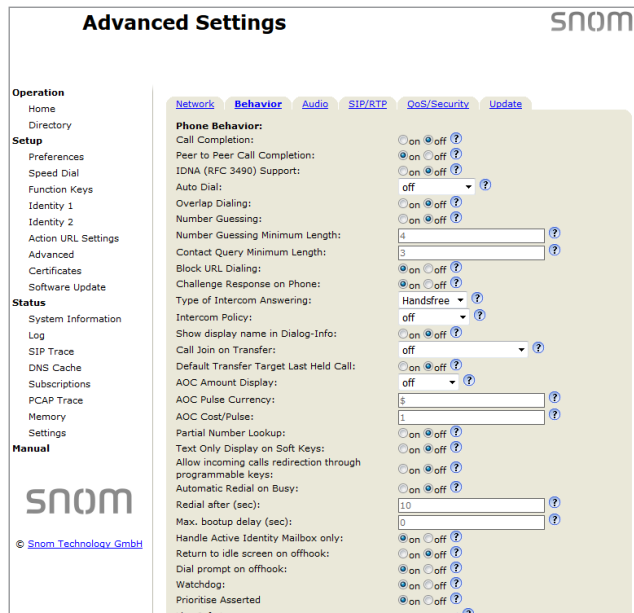 Advanced Settings
snom
Operation
Home
Directory
Setup
Preferences
Speed Dial
Function Keys
Identity 1
Identity 2
Action URL Settings
Advanced
Certificates
Software Update
Status
System Information
Log
SIP Trace
DNS Cache
Subscriptions
PCAP Trace
Memory
Settings
Manual
snom
© Snom Technology GmbH
Network Behavior Audio SIP/RTP QoS/Security Update
Phone Behavior:
Call Completion: on off ?
Peer to Peer Call Completion: on off ?
IDNA (RFC 3490) Support: on off ?
Auto Dial: off ?
Overlap Dialing: on off ?
Number Guessing: on off ?
Number Guessing Minimum Length: 4 ?
Contact Query Minimum Length: 3 ?
Block URL Dialing: on off ?
Challenge Response on Phone: on off ?
Type of Intercom Answering: Handsfree ?
Intercom Policy: off ?
Show display name in Dialog-Info: on off ?
Call Join on Transfer: off ?
Default Transfer Target Last Held Call: on off ?
AOC Amount Display: off ?
AOC Pulse Currency: $ ?
AOC Cost/Pulse: 1 ?
Partial Number Lookup: on off ?
Text Only Display on Soft Keys: on off ?
Allow incoming calls redirection through
programmable keys: on off ?
Automatic Redial on Busy: on off ?
Redial after (sec): 10 ?
Max. bootup delay (sec): 0 ?
Handle Active Identity Mailbox only: on off ?
Return to idle screen on offhook: on off ?
Dial prompt on offhook: on off ?
Watchdog: on off ?
Prioritise Asserted on off ?